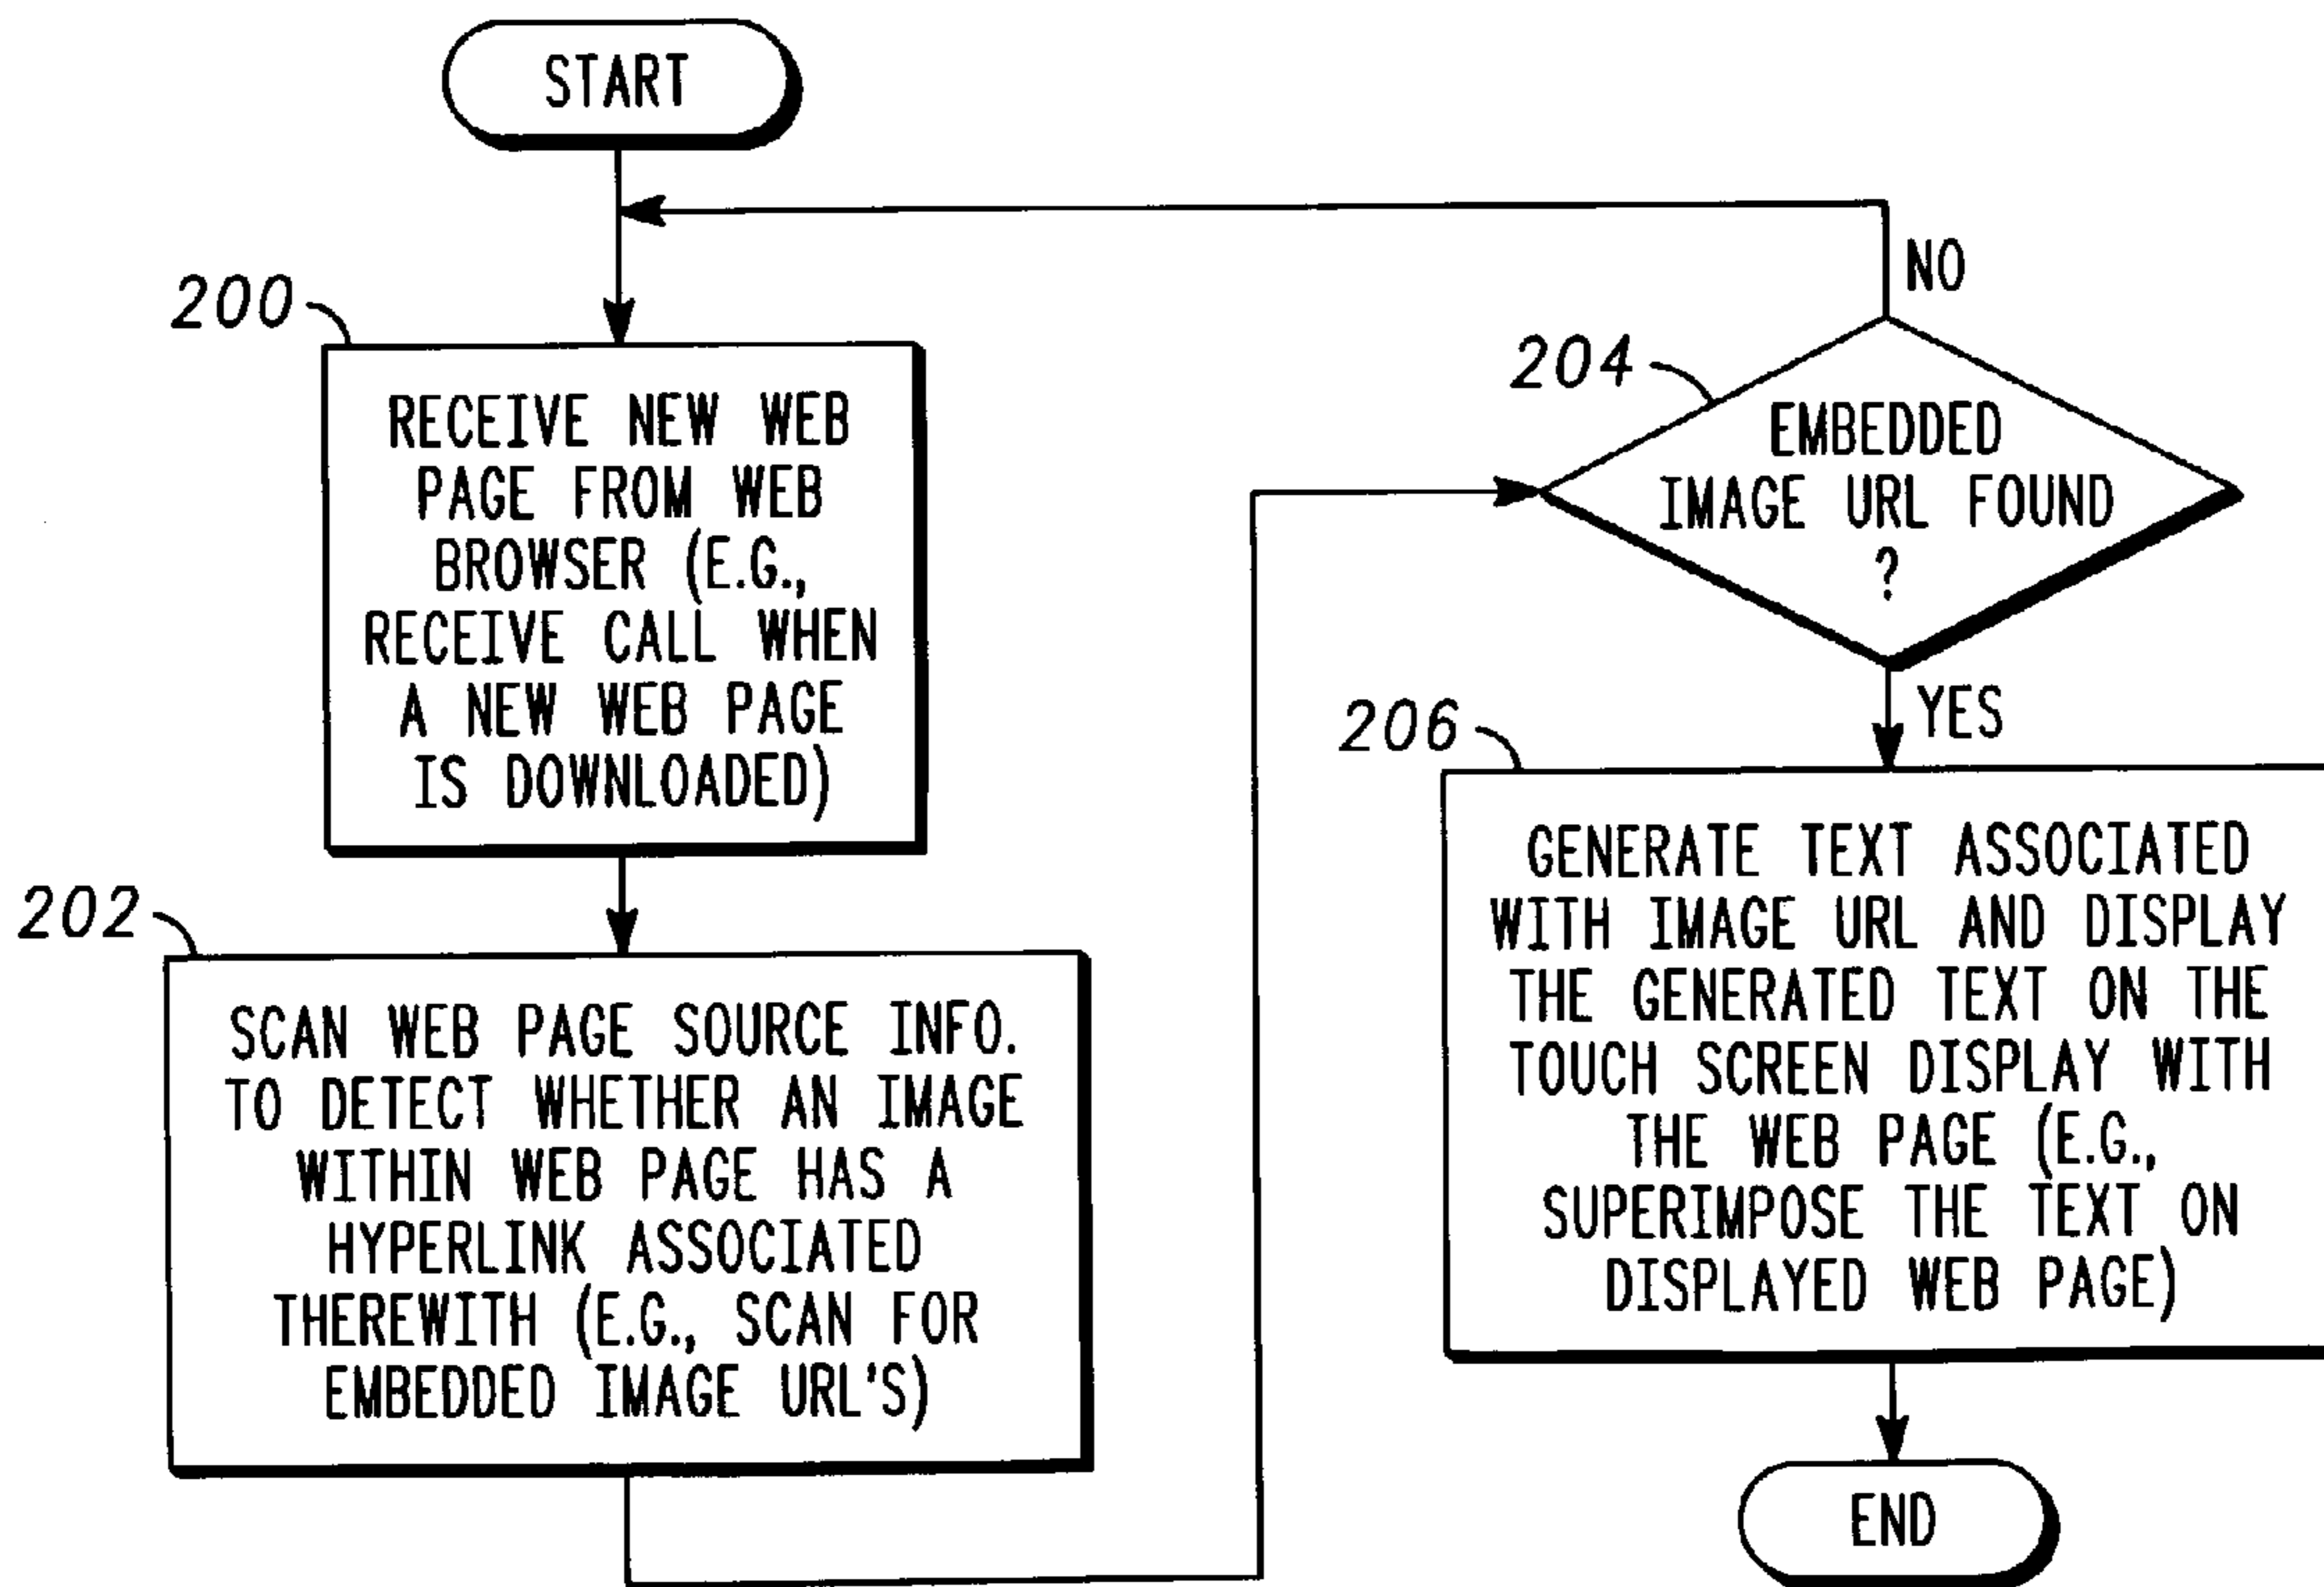 START
200
RECEIVE NEW WEB
PAGE FROM WEB
BROWSER (E.G.,
RECEIVE CALL WHEN
A NEW WEB PAGE
IS DOWNLOADED)
202
SCAN WEB PAGE SOURCE INFO.
TO DETECT WHETHER AN IMAGE
WITHIN WEB PAGE HAS A
HYPERLINK ASSOCIATED
THEREWITH (E.G., SCAN FOR
EMBEDDED IMAGE URL'S)
NO
204
EMBEDDED
IMAGE URL FOUND
?
YES
206
GENERATE TEXT ASSOCIATED
WITH IMAGE URL AND DISPLAY
THE GENERATED TEXT ON THE
TOUCH SCREEN DISPLAY WITH
THE WEB PAGE (E.G.,
SUPERIMPOSE THE TEXT ON
DISPLAYED WEB PAGE)
END